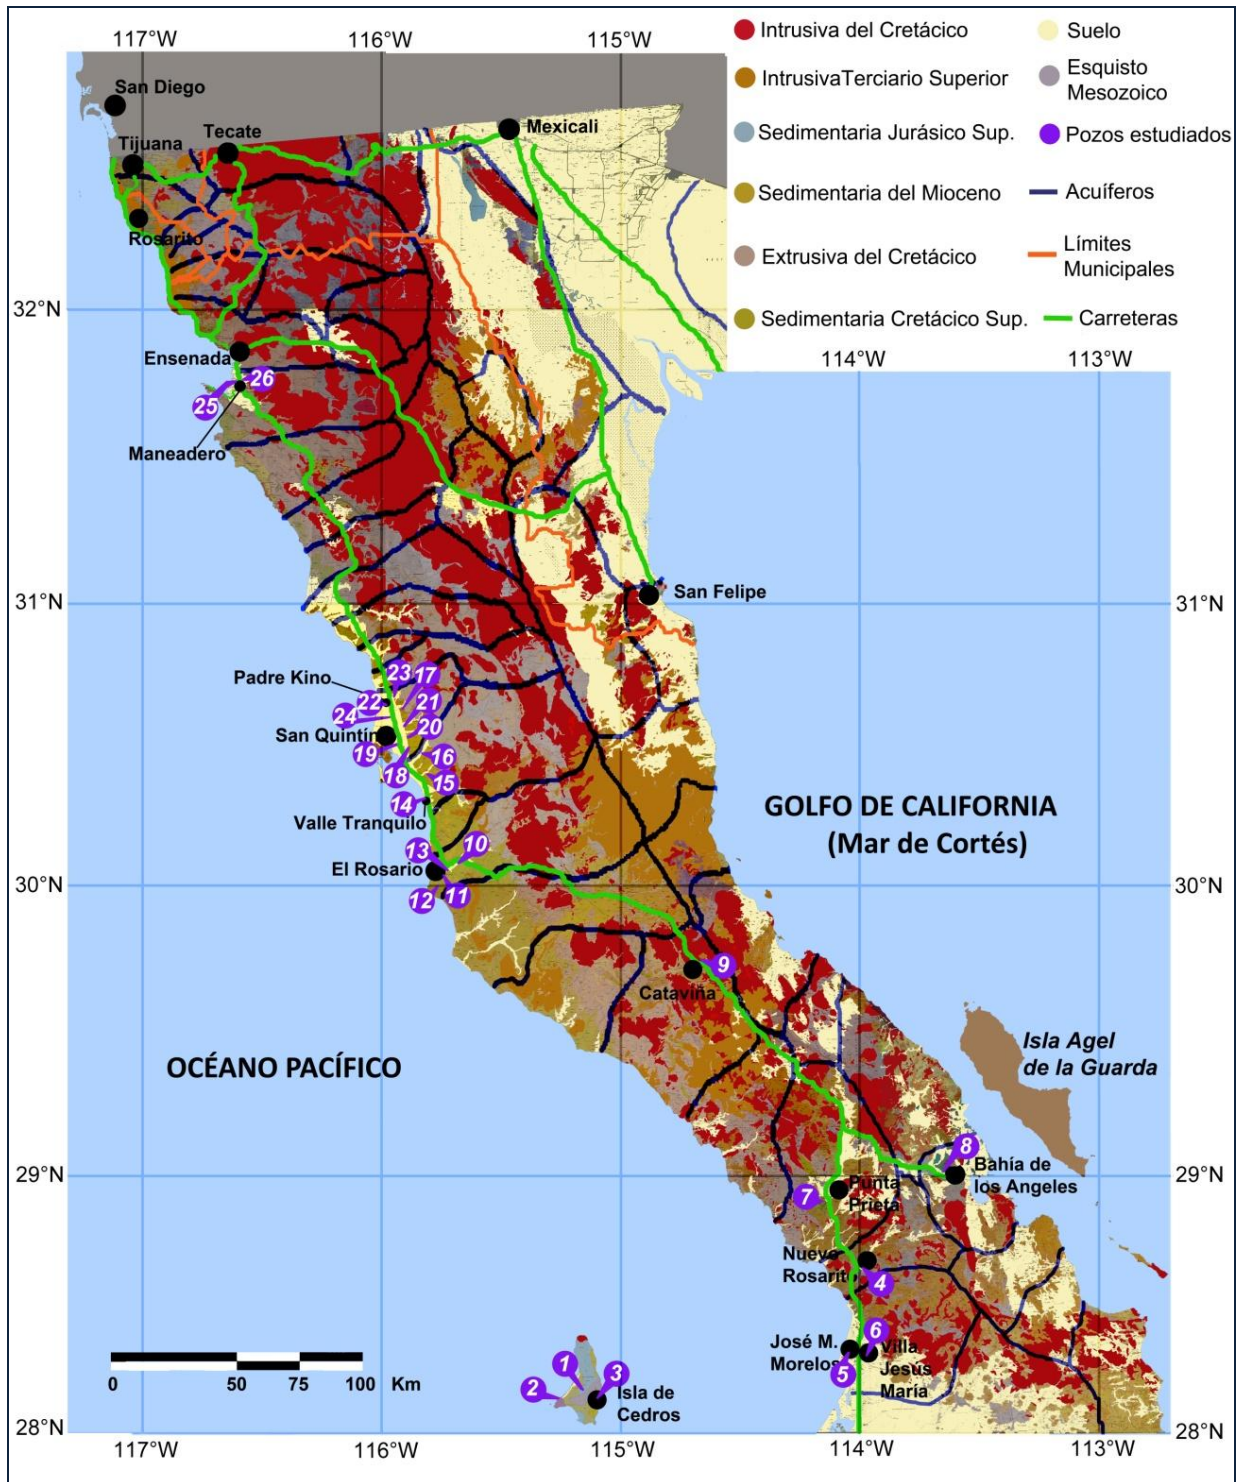 117°W
116°W
115°W
Intrusiva del Cretácico
IntrusivaTerciario Superior
Sedimentaria Jurásico Sup.
Sedimentaria del Mioceno
Extrusiva del Cretácico
Sedimentaria Cretácico Sup.
Suelo
Esquisto
Mesozoico
Pozos estudiados
Acuíferos
Límites
Municipales
Carreteras
114°W
113°W
San Diego
Tijuana
Tecate
Mexicali
Rosarito
32°N
Ensenada
26
25
Maneadero
31°N
31°N
San Felipe
Padre Kino
23
17
22
21
24
20
San Quintín
19
16
18
15
14
Valle Tranquilo
GOLFO DE CALIFORNIA
(Mar de Cortés)
13
10
El Rosario
30°N
30°N
12
11
9
Cataviña
OCÉANO PACÍFICO
Isla Agel
de la Guarda
8
Bahía de
los Angeles
29°N
29°N
7
Punta
Prieta
Nuevo
Rosarito
4
6
José M.
Morelos
5
Villa
Jesús
María
1
2
3
Isla de
Cedros
0
50
75
100
Km
28°N
28°N
117°W
116°W
115°W
114°W
113°W